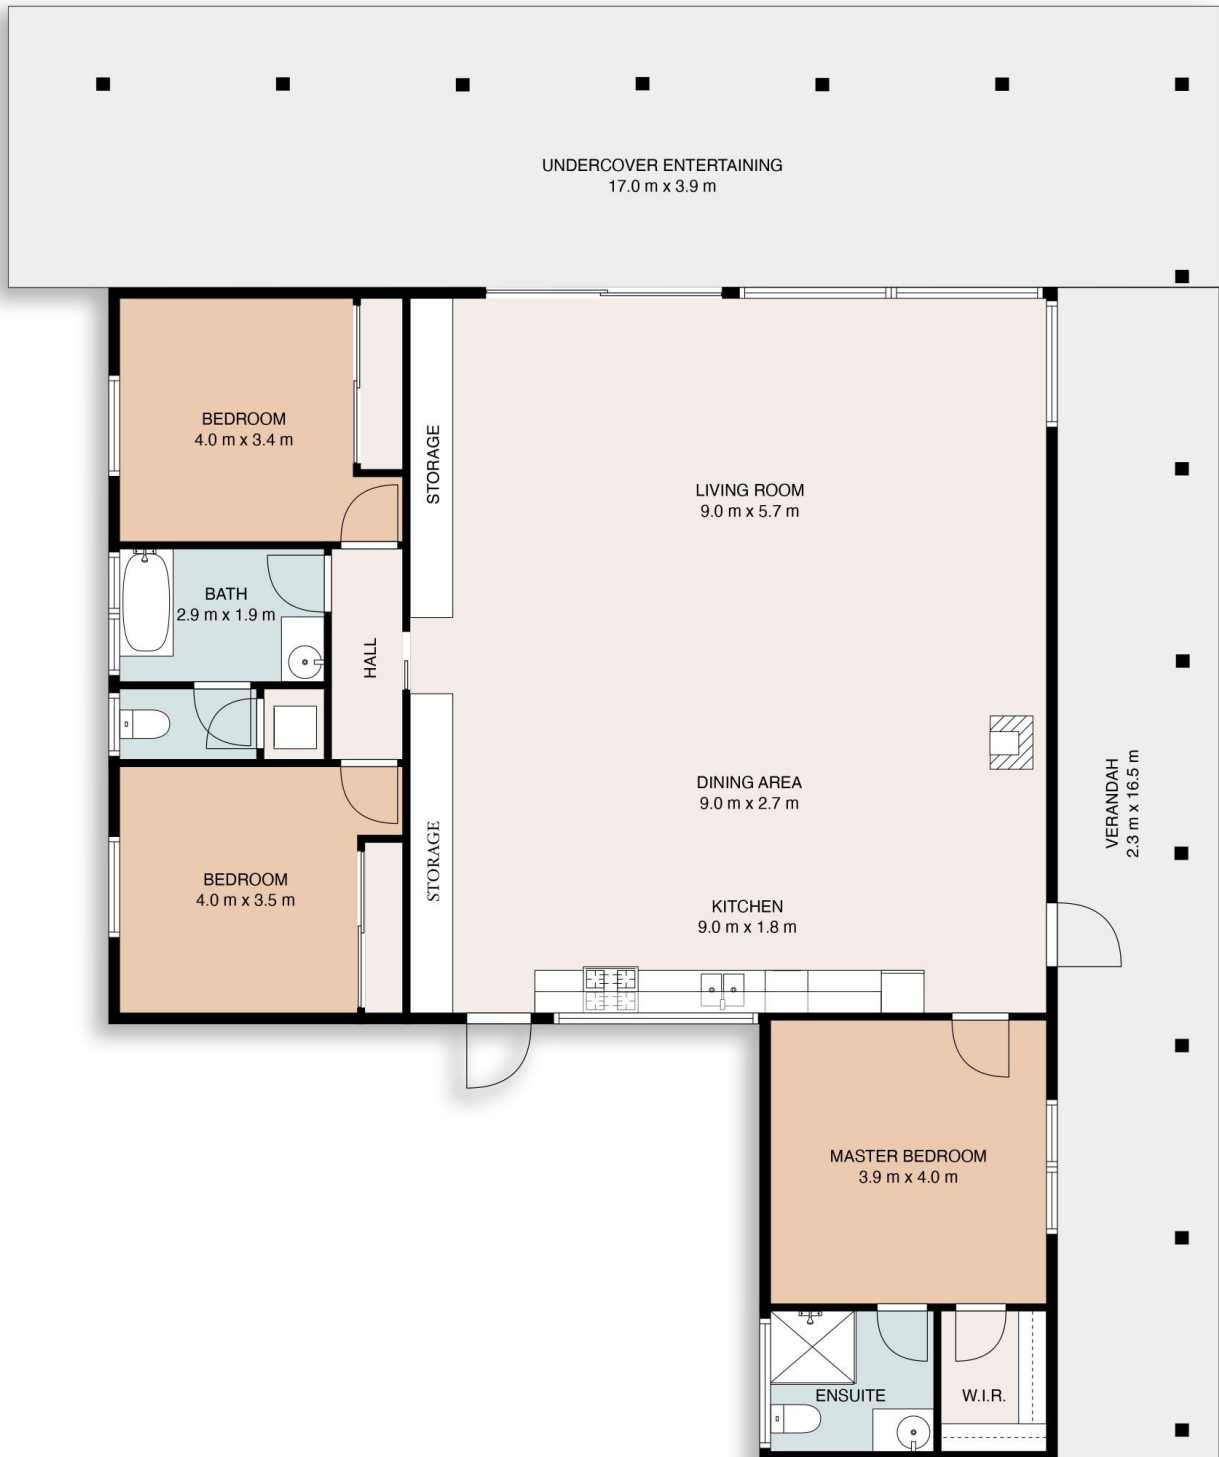 UNDERCOVER ENTERTAINING
17.0 m x 3.9 m
BEDROOM
4.0 m x 3.4 m
STORAGE
LIVING ROOM
9.0 m x 5.7 m
BATH
2.9 m x 1.9 m
HALL
DINING AREA
9.0 m x 2.7 m
VERANDAH
2.3 m x 16.5 m
STORAGE
BEDROOM
4.0 m x 3.5 m
KITCHEN
9.0 m x 1.8 m
MASTER BEDROOM
3.9 m x 4.0 m
ENSUITE
W.I.R.